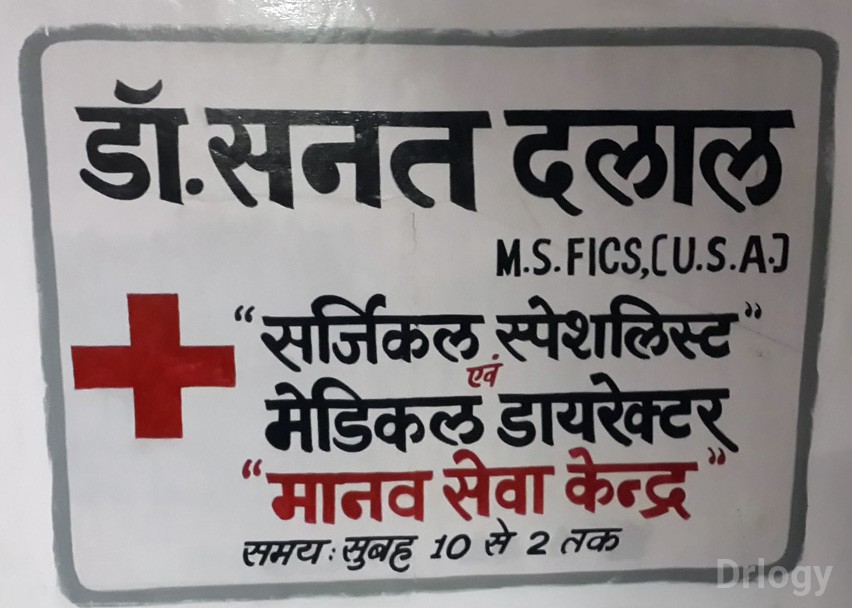 डॉ. सनत दलाल
M.S. FICS, (U.S.A.)
“सर्जिकल स्पेशलिस्ट”
एवं
मेडिकल डायरेक्टर
“मानव सेवा केन्द्र”
समय: सुबह 10 से 2 तक
Drlogy